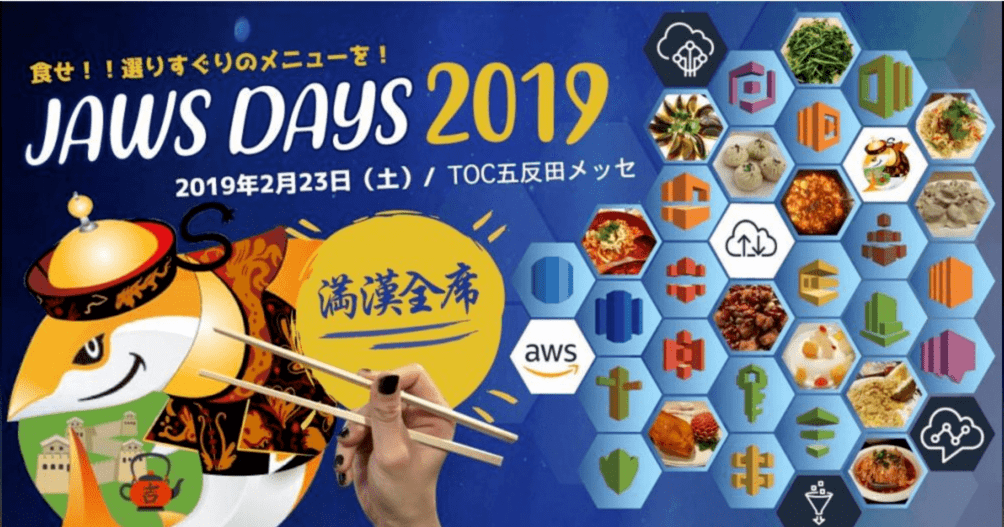 食せ！！選りすぐりのメニューを！
JAWS DAYS 2019
2019年2月23日（土）/ TOC五反田メッセ
S
満漢全席
aws
吉